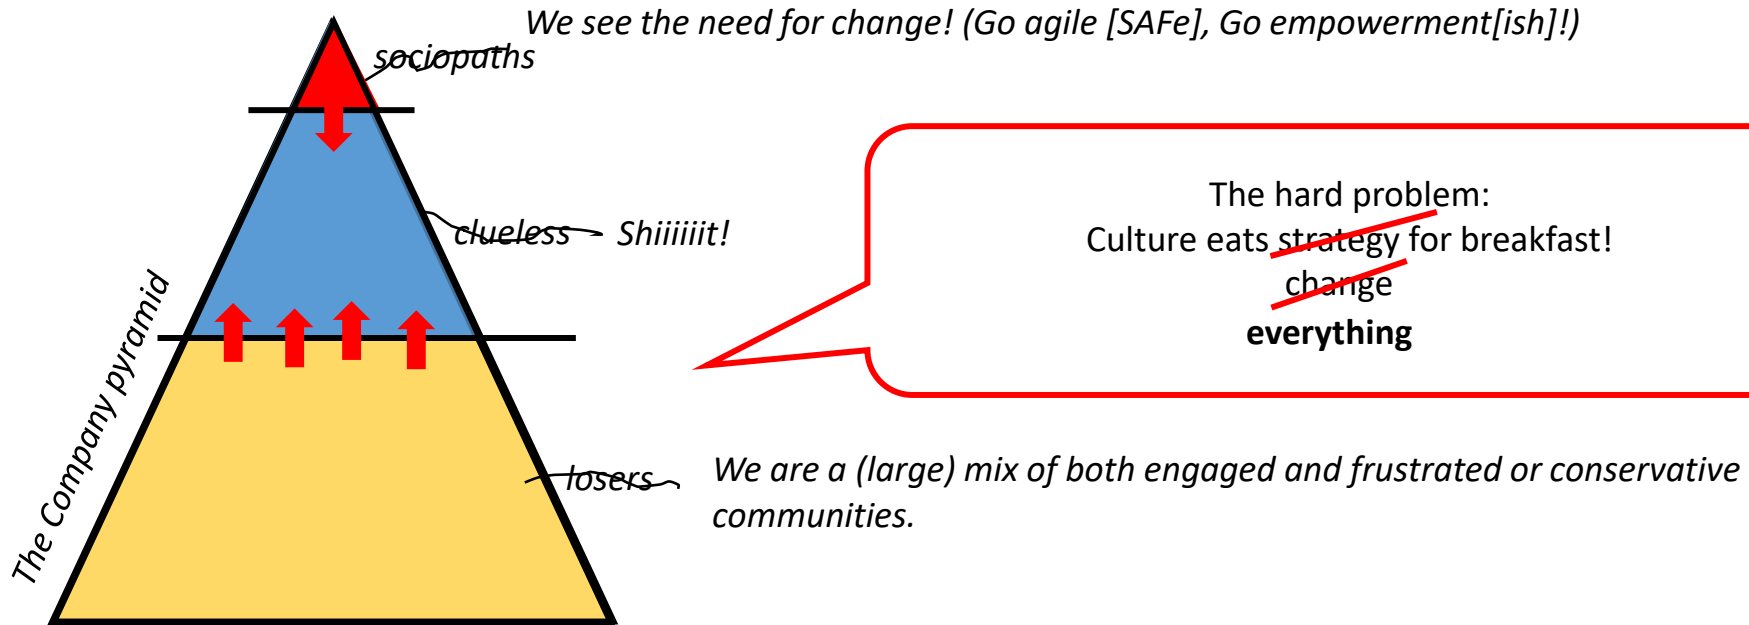 We see the need for change! (Go agile [SAFe], Go empowerment[ish]!)
sociopaths
The hard problem:
Culture eats strategy for breakfast!
change
everything
clueless
Shiiiiiit!
The Company pyramid
losers
We are a (large) mix of both engaged and frustrated or conservative
communities.